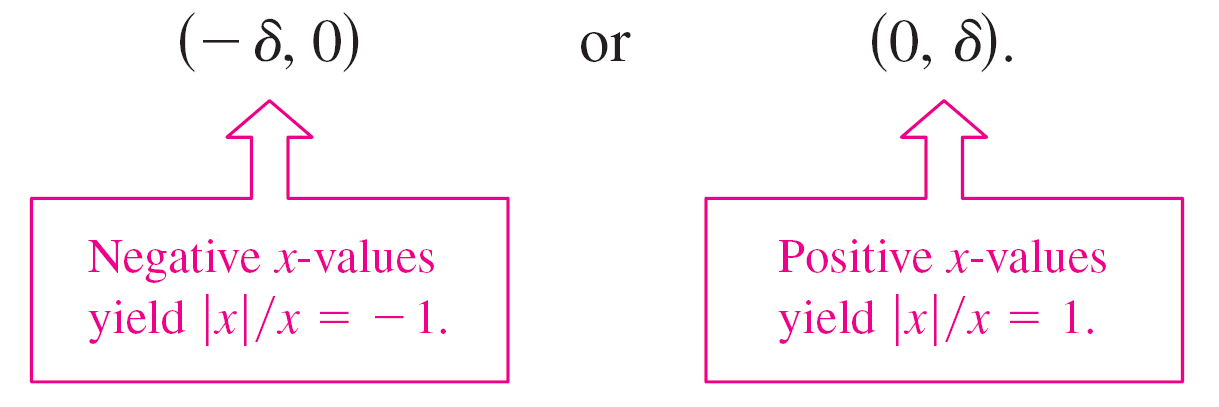 (− δ, 0) or (0, δ).
Negative x-values
yield |x|/x = − 1.
Positive x-values
yield |x|/x = 1.